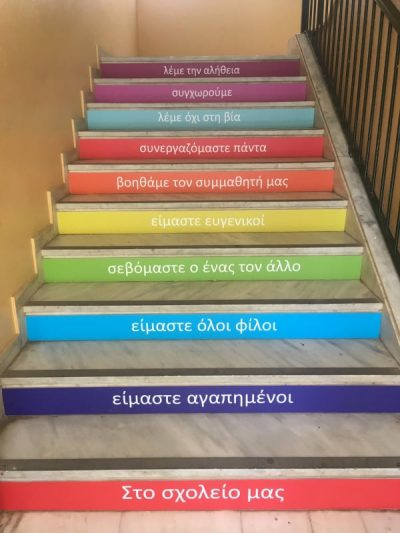 λέμε την αλήθεια
συγχωρούμε
λέμε όχι στη βία
συνεργαζόμαστε πάντα
βοηθάμε τον συμμαθητή μας
είμαστε ευγενικοί
σεβόμαστε ο ένας τον άλλο
είμαστε όλοι φίλοι
είμαστε αγαπημένοι
Στο σχολείο μας